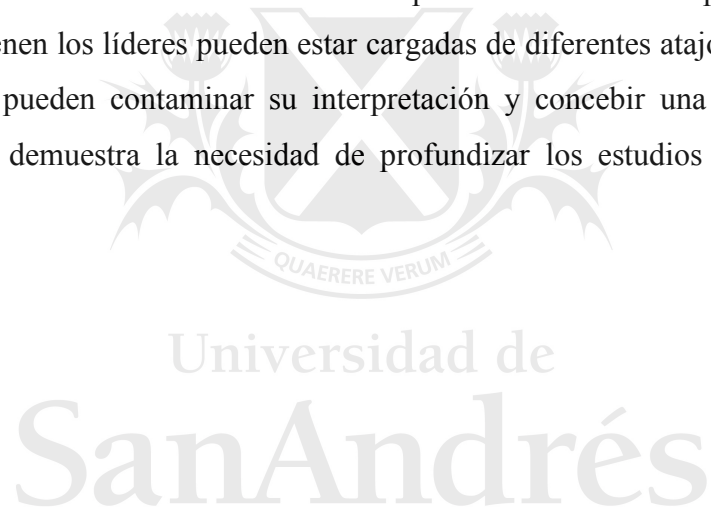 enen los líderes pueden estar cargadas de diferentes atajo
pueden contaminar su interpretación y concebir una
demuestra la necesidad de profundizar los estudios
QUAERERE VERUM
Universidad de
SanAndrés